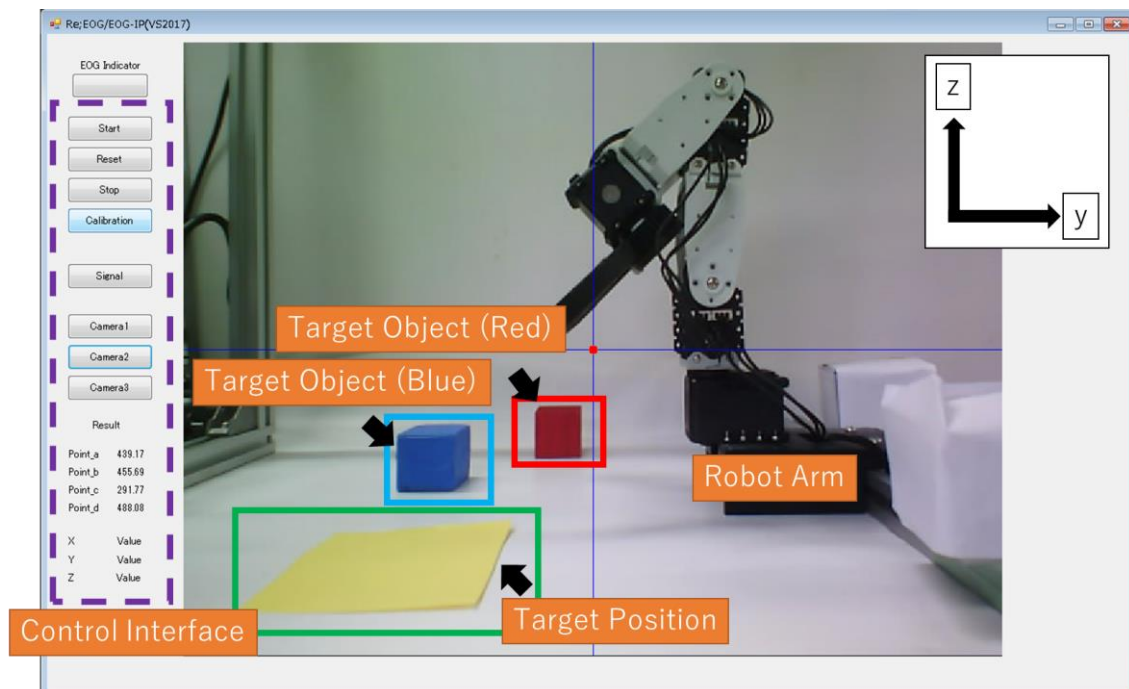 Re;EOG/EOG-IP(VS2017)
EOG Indicator
Start
Reset
Stop
Calibration
Signal
Camera1
Camera2
Camera3
Result
Point_a 439.17
Point_b 455.69
Point_c 291.77
Point_d 488.08
X Value
Y Value
Z Value
Control Interface
z
y
Target Object (Red)
Target Object (Blue)
Robot Arm
Target Position